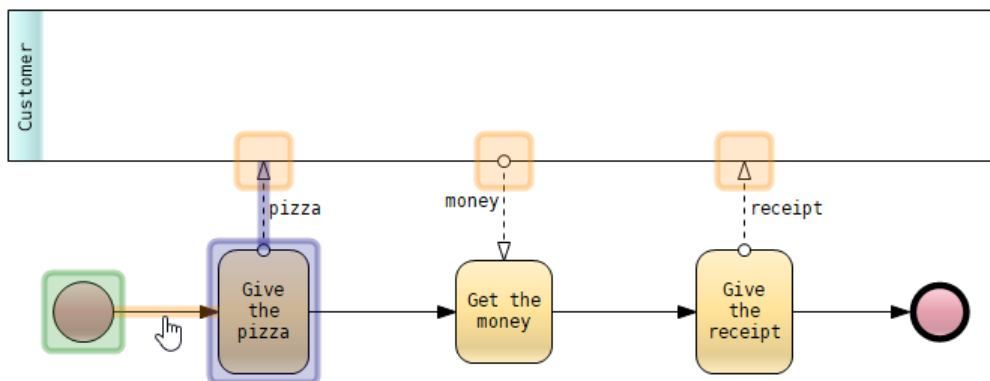 Customer
pizza
money
receipt
Give
the
pizza
Get the
money
Give
the
receipt